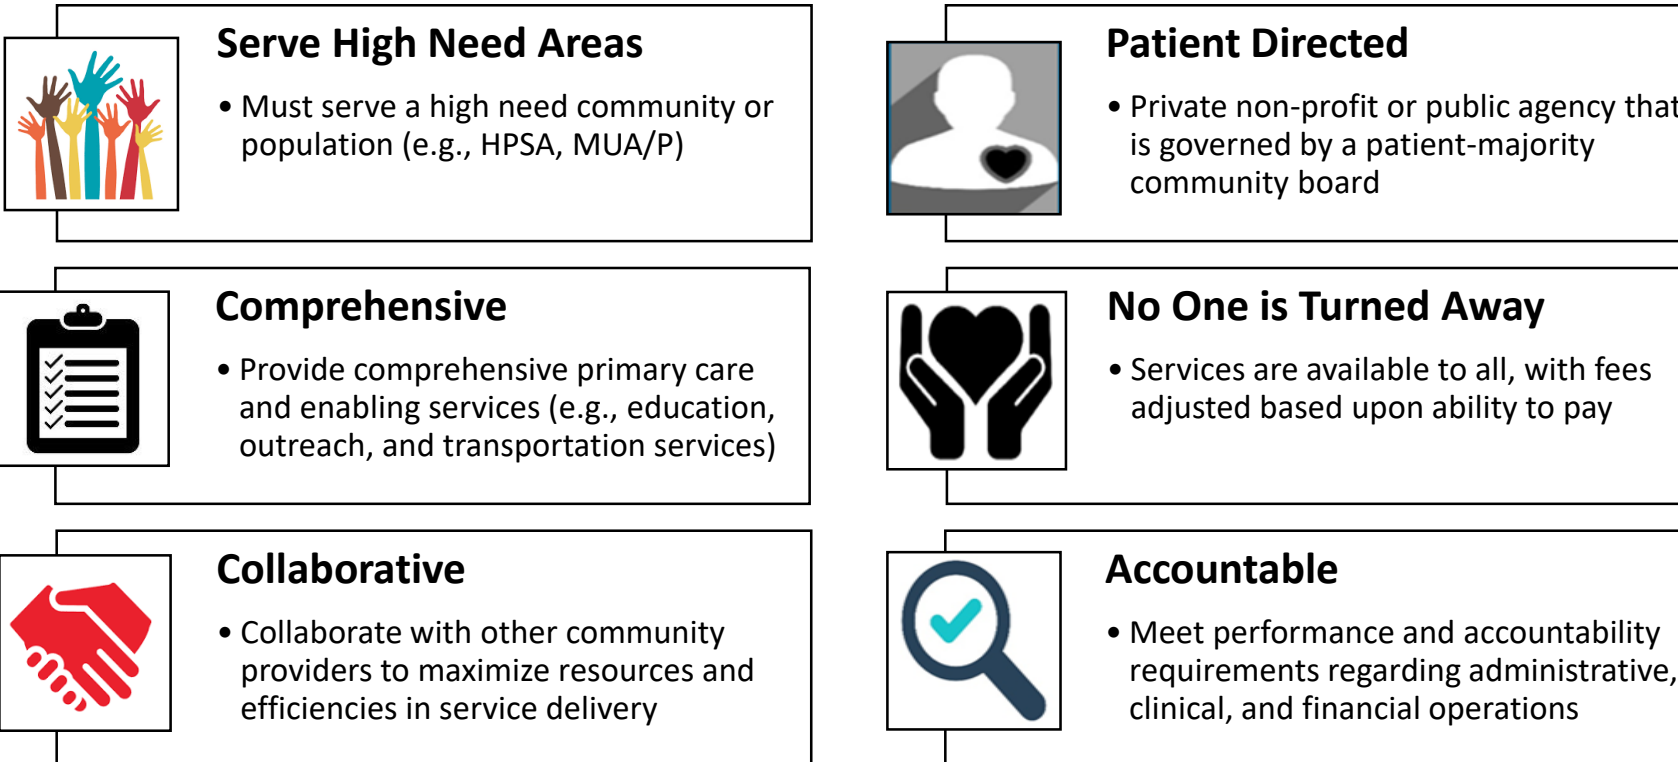 Serve High Need Areas
• Must serve a high need community or
population (e.g., HPSA, MUA/P)
Patient Directed
• Private non-profit or public agency that
is governed by a patient-majority
community board
Comprehensive
• Provide comprehensive primary care
and enabling services (e.g., education,
outreach, and transportation services)
No One is Turned Away
• Services are available to all, with fees
adjusted based upon ability to pay
Collaborative
• Collaborate with other community
providers to maximize resources and
efficiencies in service delivery
Accountable
• Meet performance and accountability
requirements regarding administrative,
clinical, and financial operations